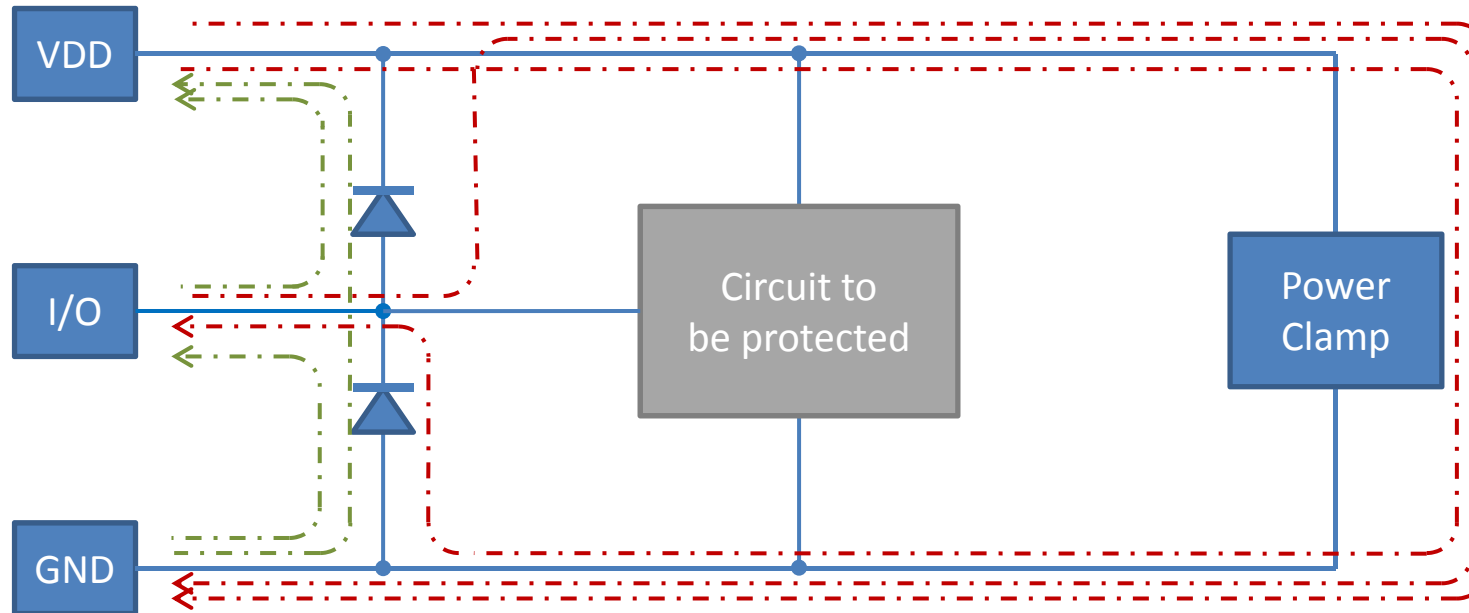 VDD
I/O
GND
Circuit to
be protected
Power
Clamp